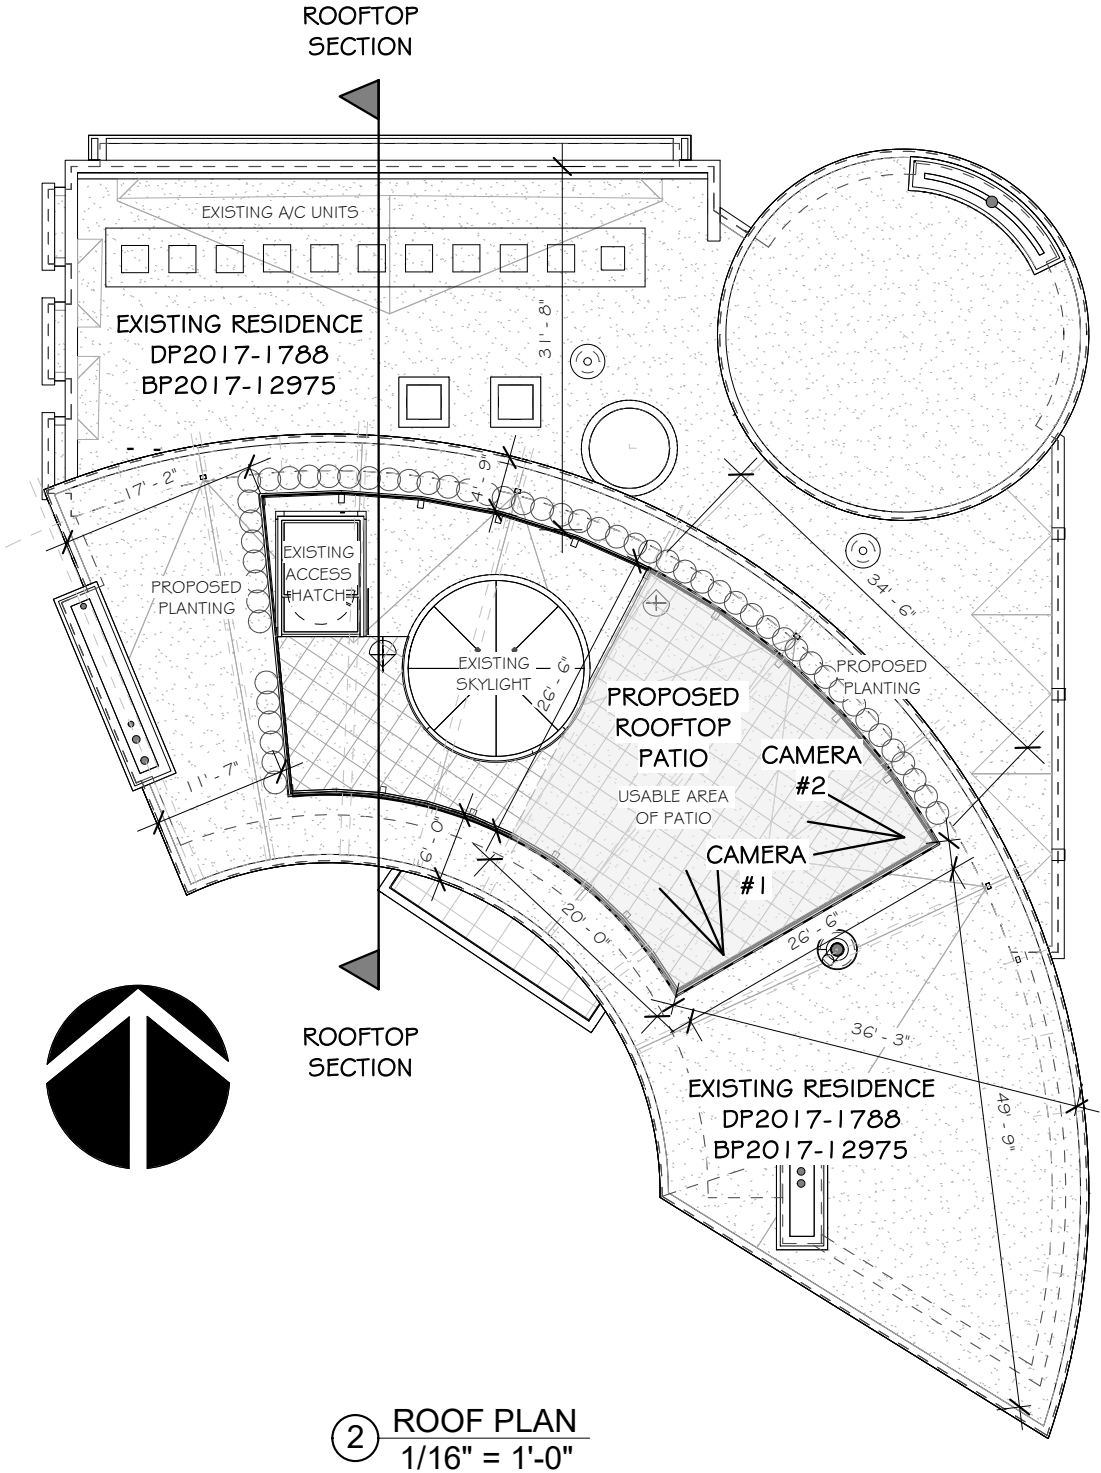 ROOFTOP
SECTION
EXISTING A/C UNITS
EXISTING RESIDENCE
DP2017-1788
BP2017-12975
31' - 8"
17' - 2"
4' - 9"
EXISTING
ACCESS
HATCH
PROPOSED
PLANTING
EXISTING
SKYLIGHT
26' - 6"
34' - 6"
PROPOSED
PLANTING
PROPOSED
ROOFTOP
PATIO
USABLE AREA
OF PATIO
CAMERA
#2
CAMERA
#1
11' - 7"
6' - 0"
20' - 0"
26' - 6"
36' - 3"
49' - 9"
ROOFTOP
SECTION
EXISTING RESIDENCE
DP2017-1788
BP2017-12975
2 ROOF PLAN
1/16" = 1'-0"